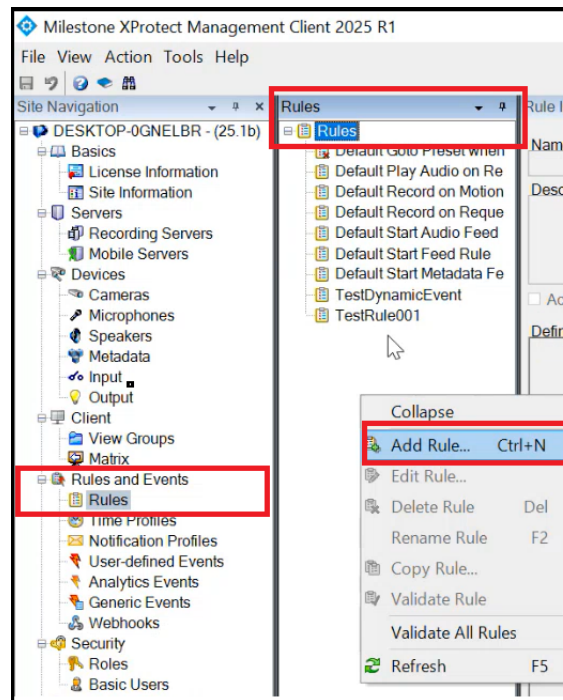 Milestone XProtect Management Client 2025 R1
File View Action Tools Help
Site Navigation
DESKTOP-0GNELBR - (25.1b)
Basics
License Information
Site Information
Servers
Recording Servers
Mobile Servers
Devices
Cameras
Microphones
Speakers
Metadata
Input
Output
Client
View Groups
Matrix
Rules and Events
Rules
Time Profiles
Notification Profiles
User-defined Events
Analytics Events
Generic Events
Webhooks
Security
Roles
Basic Users
Rules
Rules
Default Goto Preset when
Default Play Audio on Re
Default Record on Motion
Default Record on Reque
Default Start Audio Feed
Default Start Feed Rule
Default Start Metadata Fe
TestDynamicEvent
TestRule001
Collapse
Add Rule... Ctrl+N
Edit Rule...
Delete Rule Del
Rename Rule F2
Copy Rule...
Validate Rule
Validate All Rules
Refresh F5
Rule I
Nam
Desc
Ac
Defin